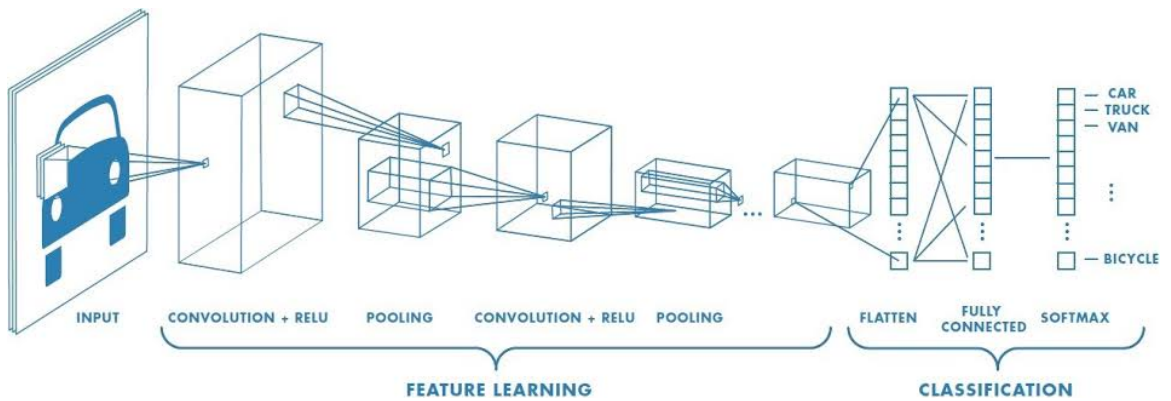 CAR
TRUCK
VAN
BICYCLE
INPUT
CONVOLUTION + RELU
POOLING
CONVOLUTION + RELU
POOLING
FLATTEN
FULLY
CONNECTED
SOFTMAX
FEATURE LEARNING
CLASSIFICATION